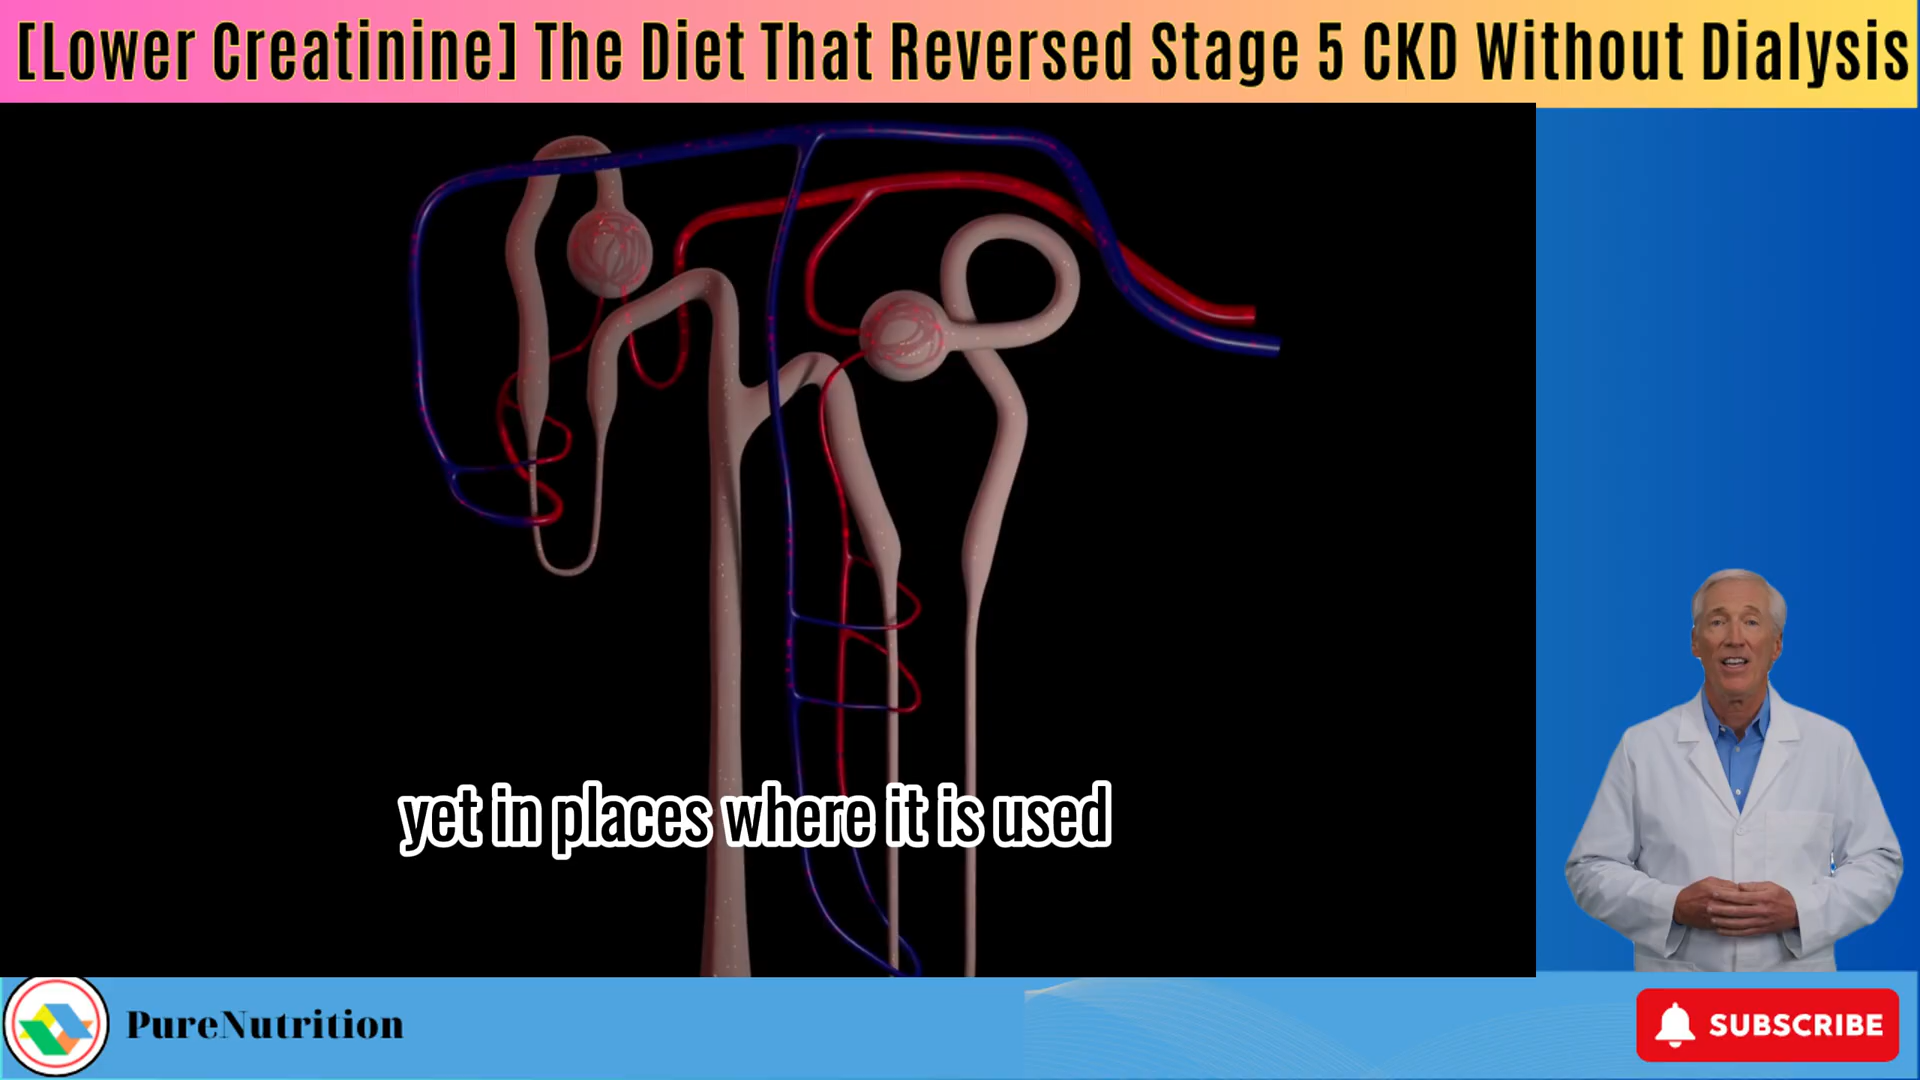 [Lower Creatinine] The Diet That Reversed Stage 5 CKD Without Dialysis
yet in places where it is used
PureNutrition
SUBSCRIBE